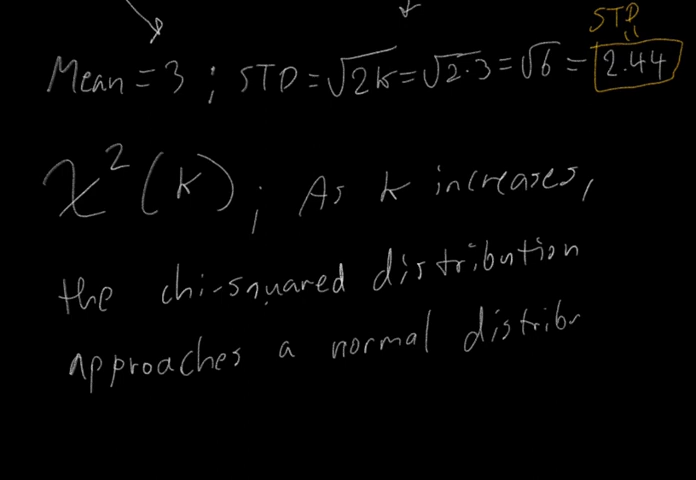 STD
Mean = 3 ; STD = √2k = √2.3 = √6 = 2.44
χ²(k) ; As k increases,
the chi-squared distribution
approaches a normal distribu